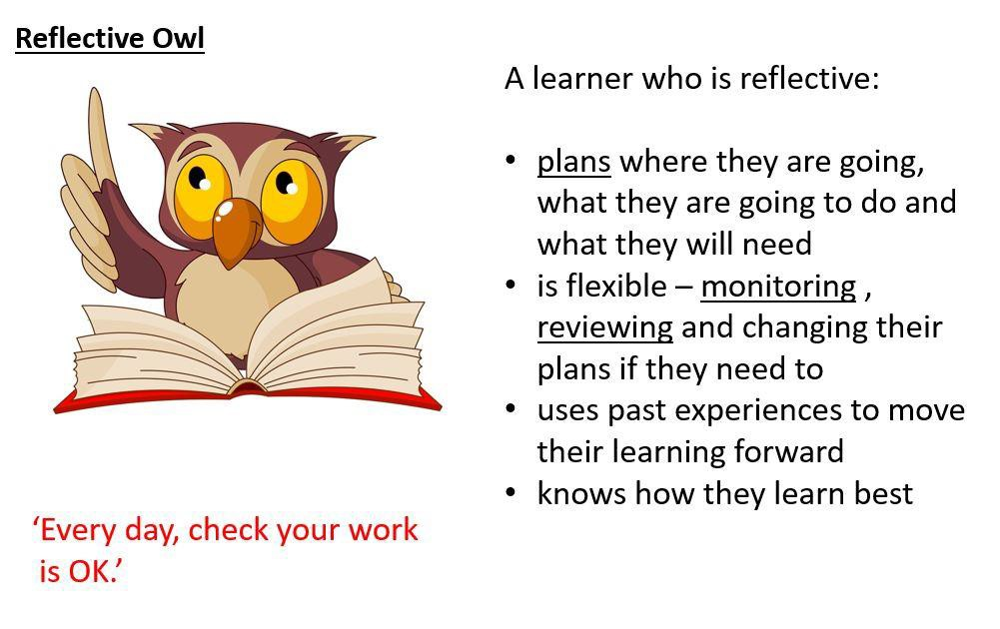 Reflective Owl
A learner who is reflective:
• plans where they are going,
what they are going to do and
what they will need
• is flexible – monitoring ,
reviewing and changing their
plans if they need to
• uses past experiences to move
their learning forward
• knows how they learn best
‘Every day, check your work
is OK.’